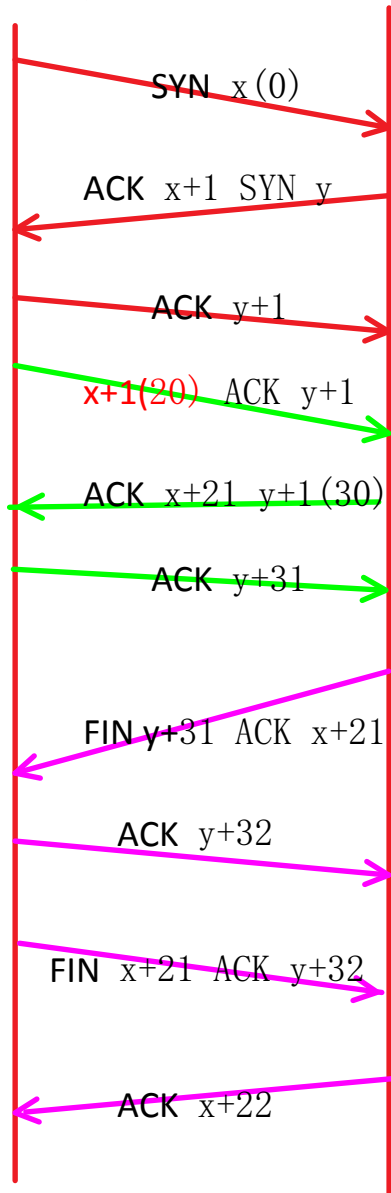 SYN x(0)
ACK x+1 SYN y
ACK y+1
x+1(20) ACK y+1
ACK x+21 y+1(30)
ACK y+31
FIN y+31 ACK x+21
ACK y+32
FIN x+21 ACK y+32
ACK x+22